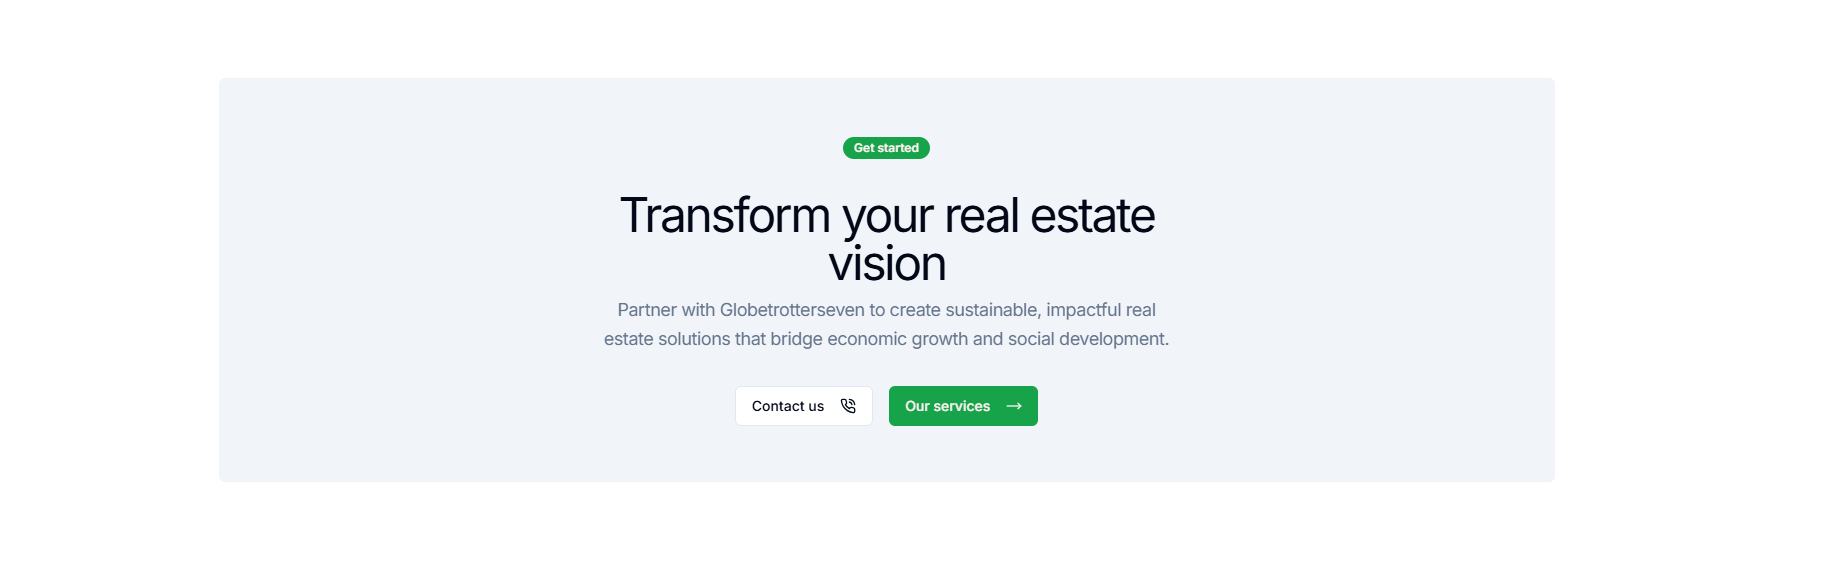 Get started
Transform your real estate
vision
Partner with Globetrotterseven to create sustainable, impactful real
estate solutions that bridge economic growth and social development.
Contact us
Our services